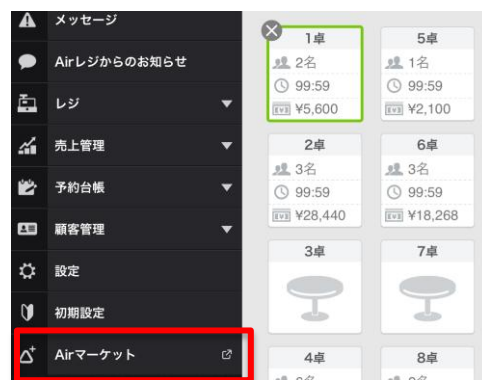 メッセージ
Airレジからのお知らせ
レジ
売上管理
予約台帳
顧客管理
設定
初期設定
Airマーケット
1卓
2名
99:59
¥5,600
5卓
1名
99:59
¥2,100
2卓
3名
99:59
¥28,440
6卓
3名
99:59
¥18,268
3卓
7卓
4卓
8卓